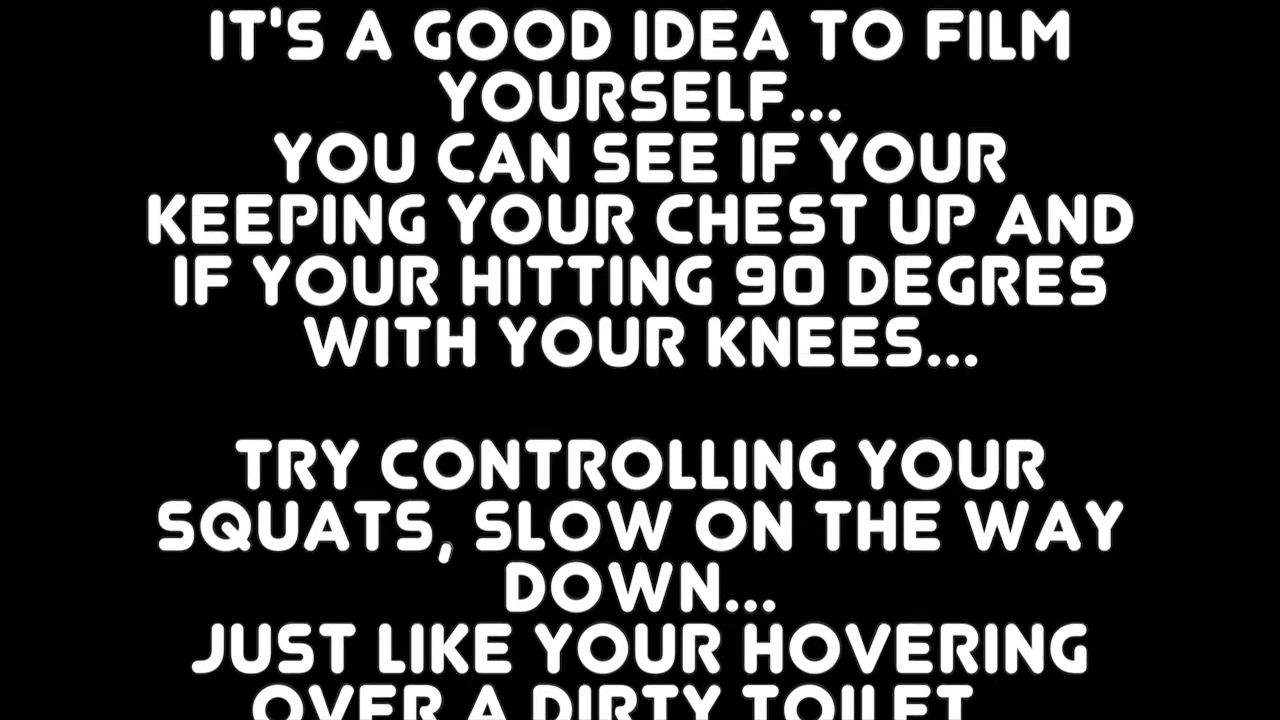 IT'S A GOOD IDEA TO FILM
YOURSELF...
YOU CAN SEE IF YOUR
KEEPING YOUR CHEST UP AND
IF YOUR HITTING 90 DEGRES
WITH YOUR KNEES...
TRY CONTROLLING YOUR
SQUATS, SLOW ON THE WAY
DOWN...
JUST LIKE YOUR HOVERING
OVER A DIRTY TOILET